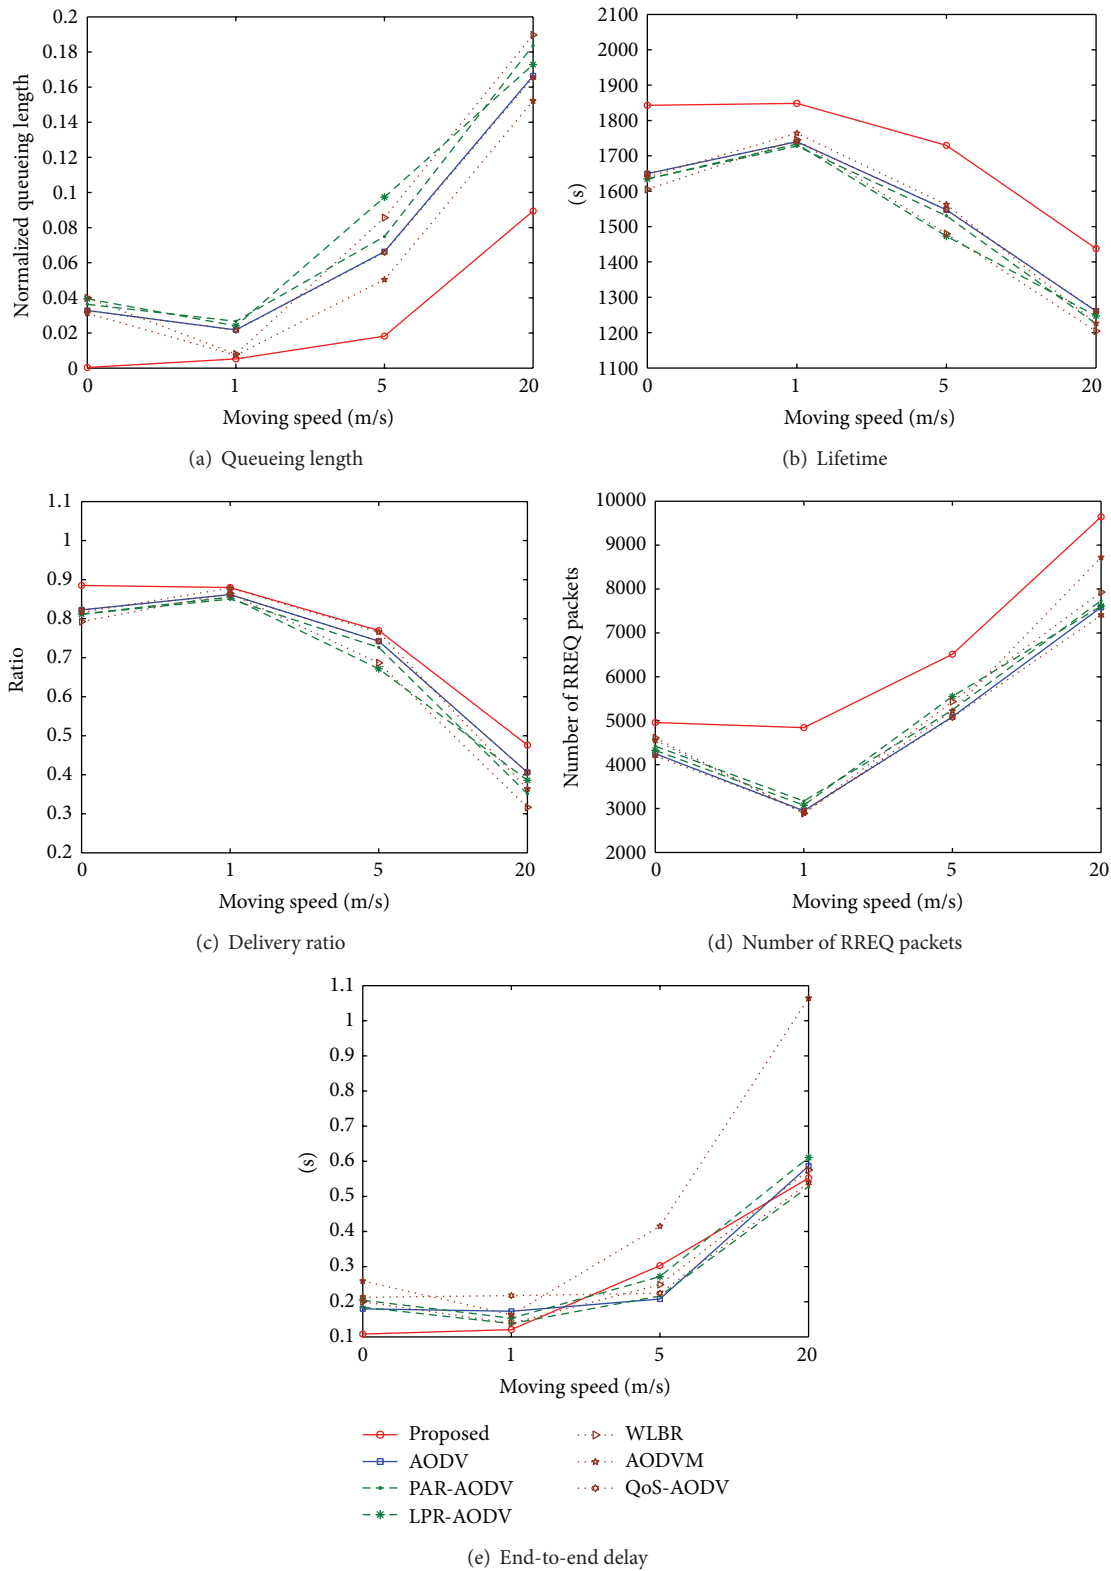 0.2
0.18
0.16
0.14
0.12
0.1
0.08
0.06
0.04
0.02
0
Normalized queueing length
0 1 5 20
Moving speed (m/s)
(a) Queueing length
2100
2000
1900
1800
1700
1600
1500
1400
1300
1200
1100
(s)
0 1 5 20
Moving speed (m/s)
(b) Lifetime
1.1
1
0.9
0.8
0.7
0.6
0.5
0.4
0.3
0.2
Ratio
0 1 5 20
Moving speed (m/s)
(c) Delivery ratio
10000
9000
8000
7000
6000
5000
4000
3000
2000
Number of RREQ packets
0 1 5 20
Moving speed (m/s)
(d) Number of RREQ packets
1.1
1
0.9
0.8
0.7
0.6
0.5
0.4
0.3
0.2
0.1
(s)
0 1 5 20
Moving speed (m/s)
Proposed
AODV
PAR-AODV
LPR-AODV
WLBR
AODVM
QoS-AODV
(e) End-to-end delay